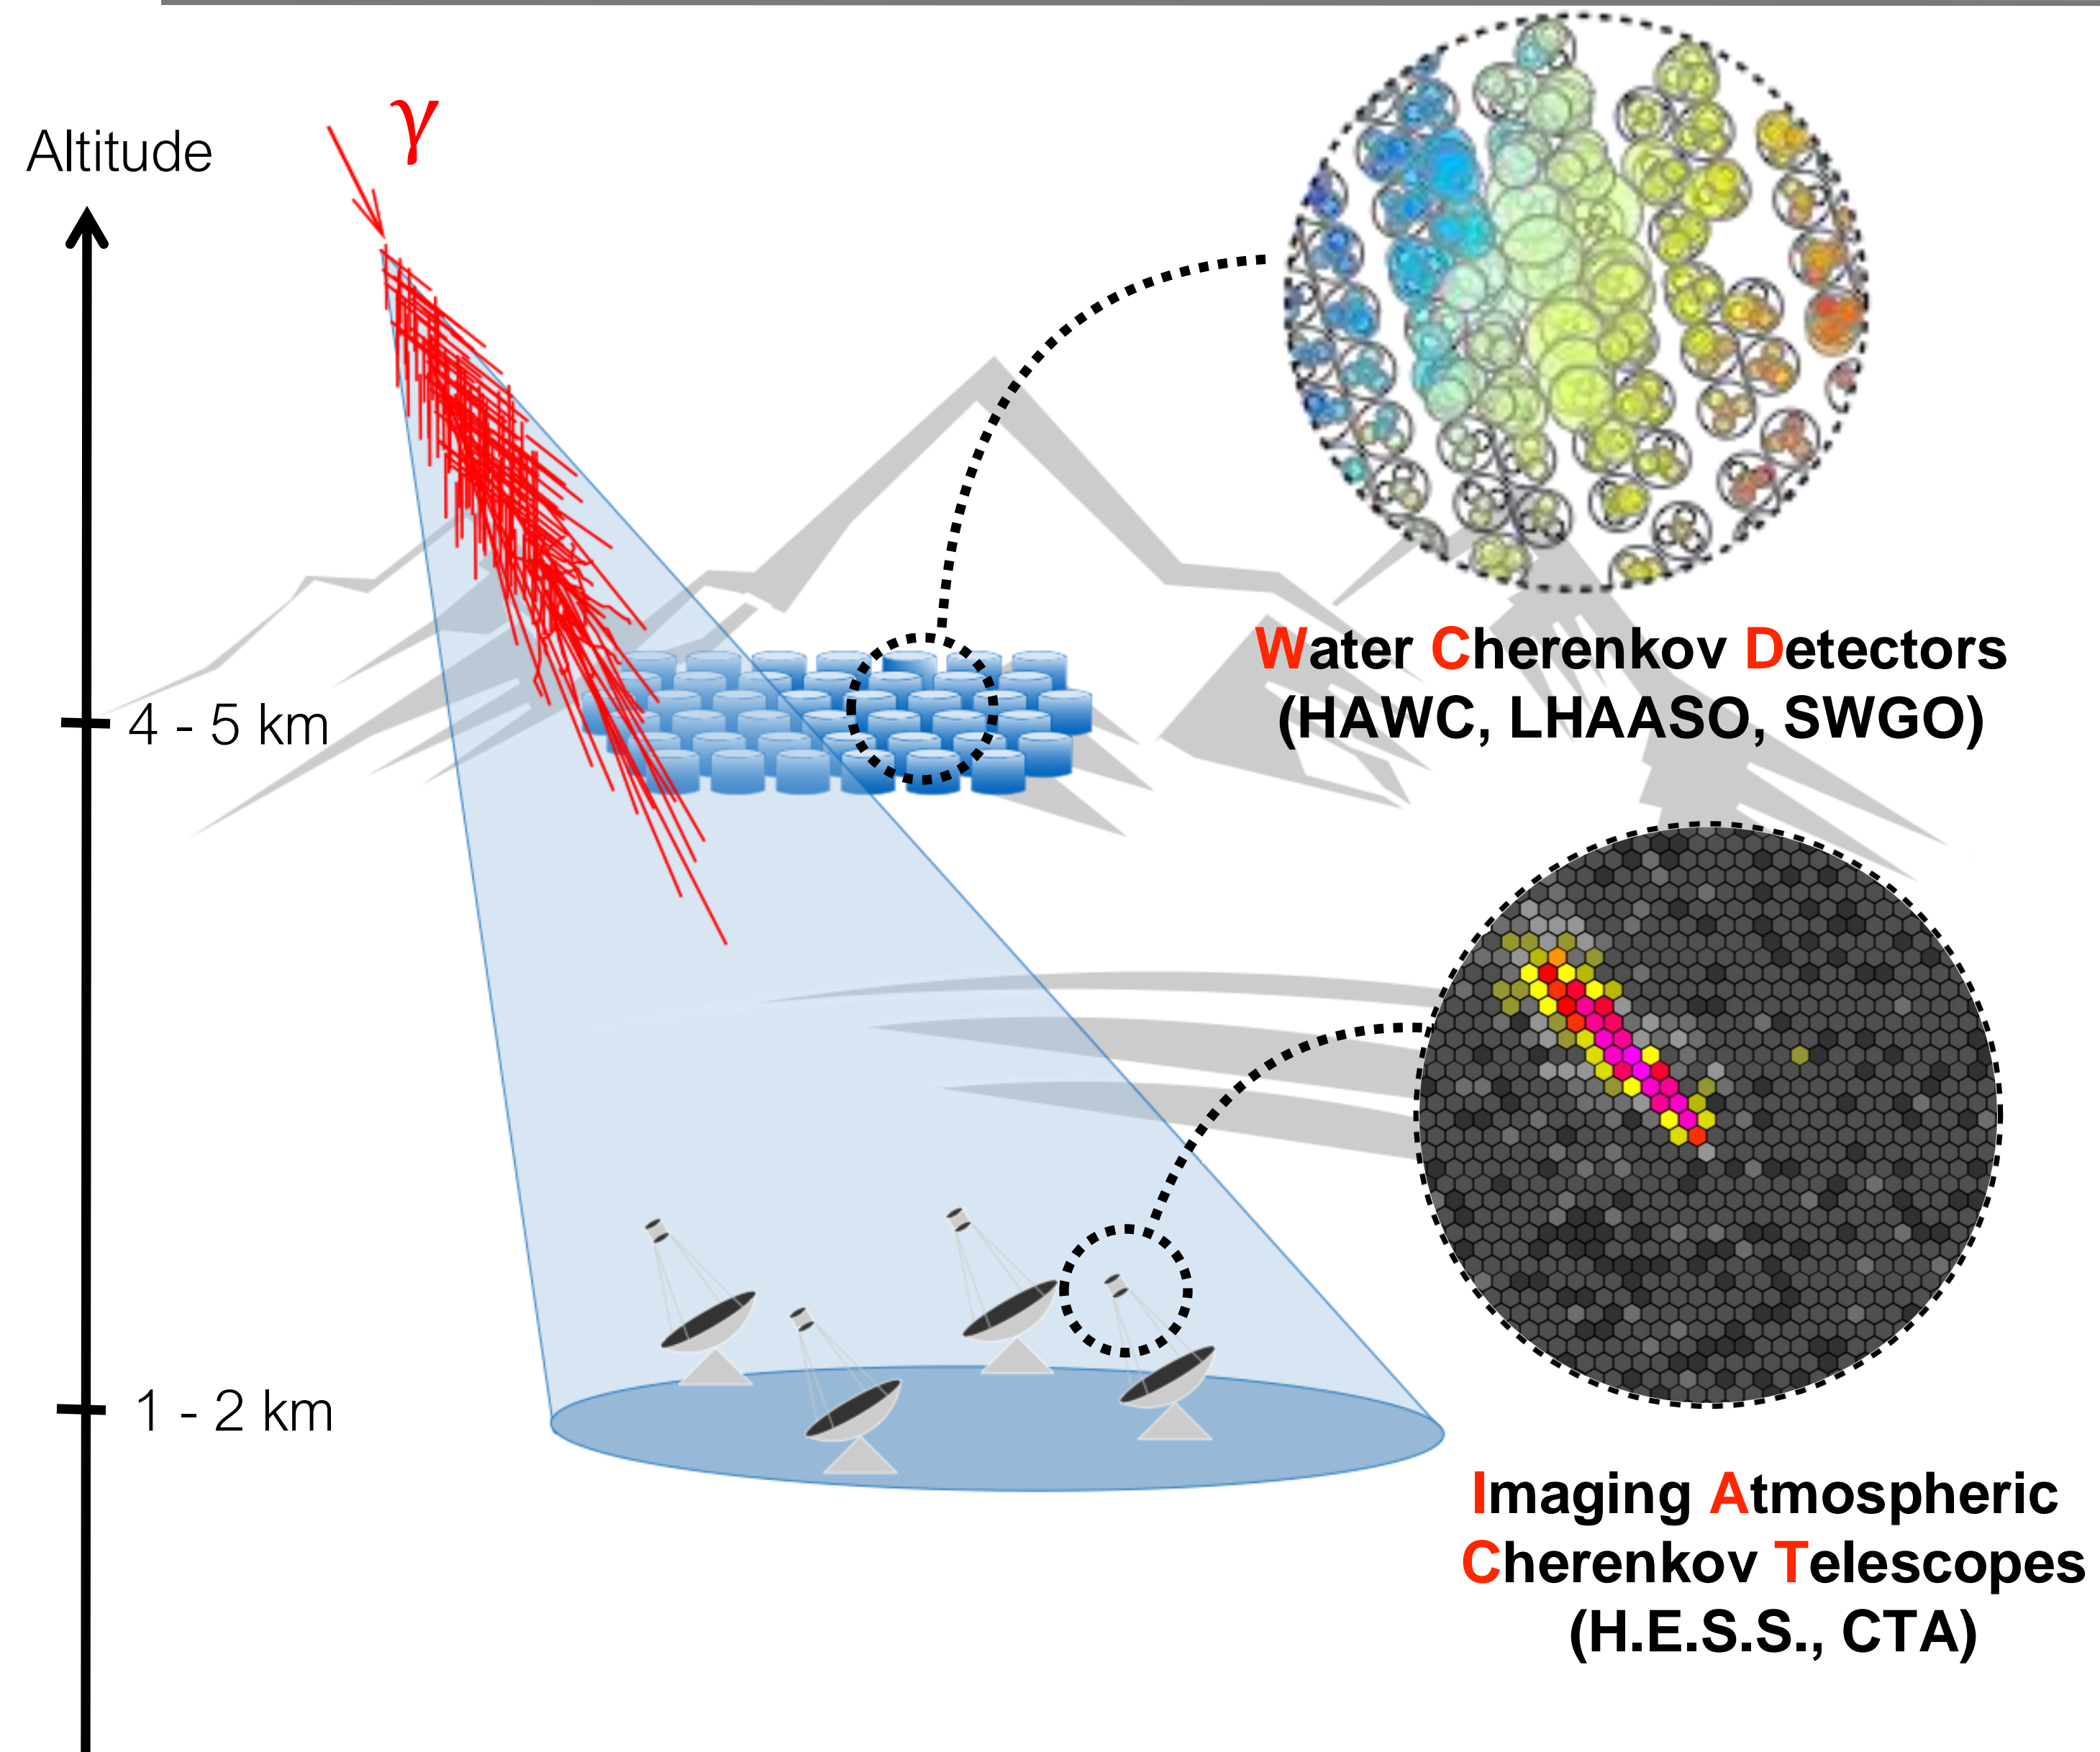 γ
Altitude
Water Cherenkov Detectors
(HAWC, LHAASO, SWGO)
4 - 5 km
1 - 2 km
Imaging Atmospheric
Cherenkov Telescopes
(H.E.S.S., CTA)